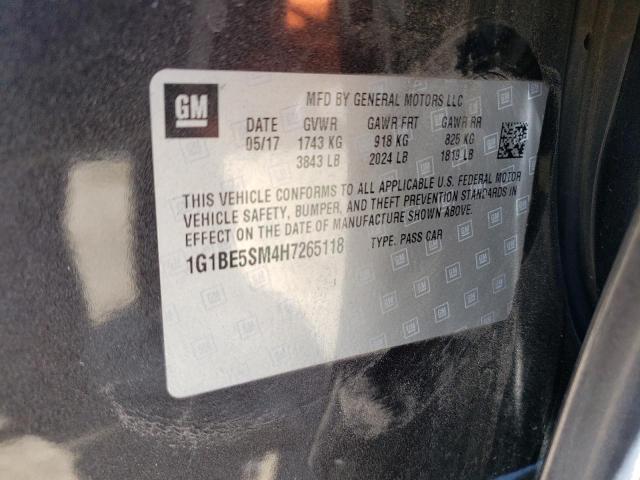 GM
MFD BY GENERAL MOTORS LLC
DATE GVWR GAWR FRT GAWR RR
05/17 1743 KG 918 KG 825 KG
3843 LB 2024 LB 1819 LB
THIS VEHICLE CONFORMS TO ALL APPLICABLE U.S. FEDERAL MOTOR
VEHICLE SAFETY, BUMPER, AND THEFT PREVENTION STANDARDS IN
EFFECT ON THE DATE OF MANUFACTURE SHOWN ABOVE.
1G1BE5SM4H7265118 TYPE: PASS CAR